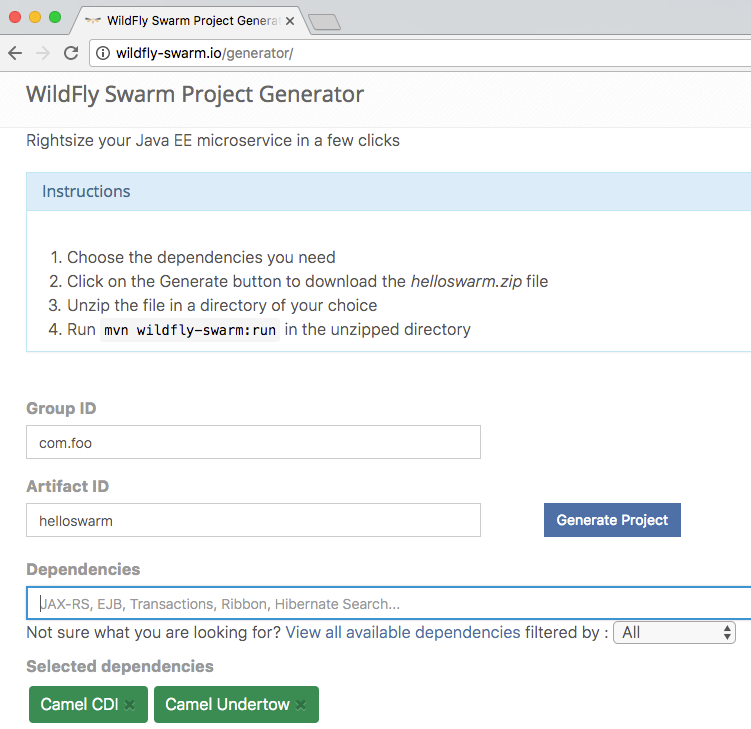 WildFly Swarm Project Genera
wildfly-swarm.io/generator/
WildFly Swarm Project Generator
Rightsize your Java EE microservice in a few clicks
Instructions
1. Choose the dependencies you need
2. Click on the Generate button to download the helloswarm.zip file
3. Unzip the file in a directory of your choice
4. Run mvn wildfly-swarm:run in the unzipped directory
Group ID
com.foo
Artifact ID
helloswarm
Generate Project
Dependencies
JAX-RS, EJB, Transactions, Ribbon, Hibernate Search...
Not sure what you are looking for? View all available dependencies filtered by : All
Selected dependencies
Camel CDI × Camel Undertow ×